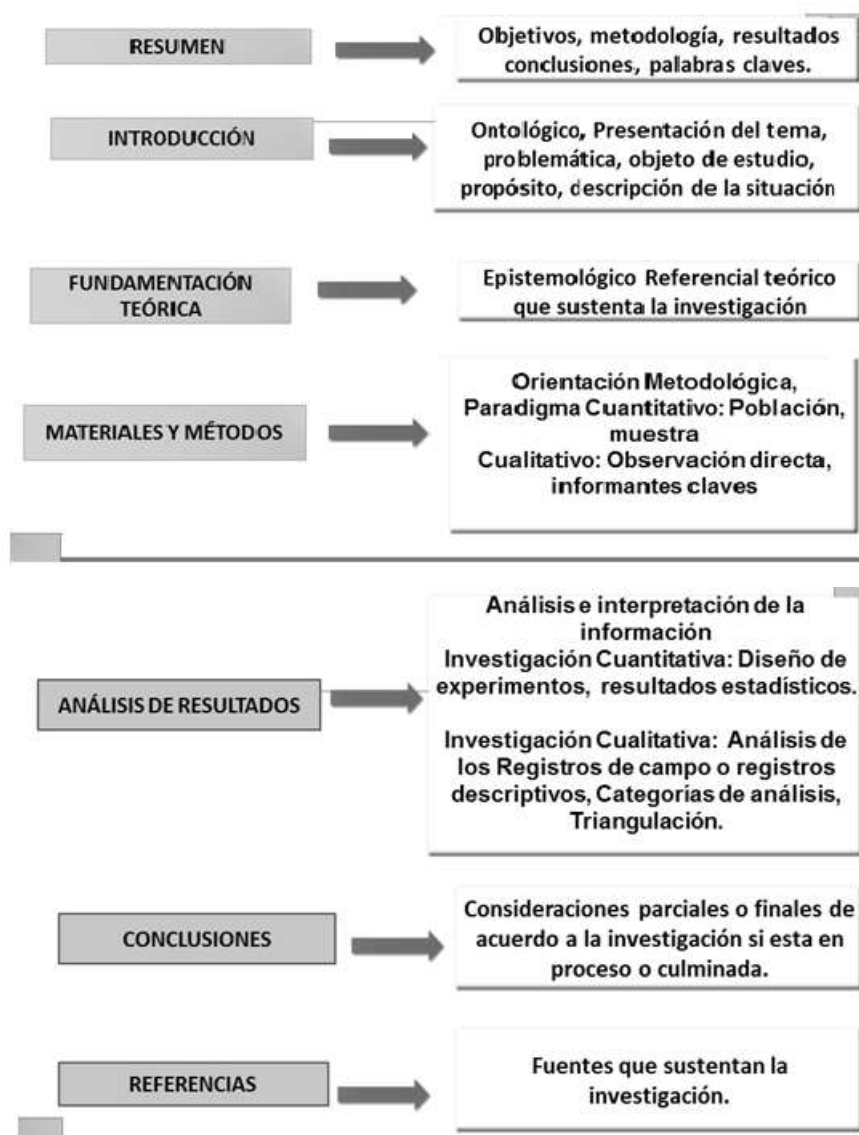 RESUMEN
Objetivos, metodología, resultados
conclusiones, palabras claves.
INTRODUCCIÓN
Ontológico, Presentación del tema,
problemática, objeto de estudio,
propósito, descripción de la situación
FUNDAMENTACIÓN
TEÓRICA
Epistemológico Referencial teórico
que sustenta la investigación
MATERIALES Y MÉTODOS
Orientación Metodológica,
Paradigma Cuantitativo: Población,
muestra
Cualitativo: Observación directa,
informantes claves
ANÁLISIS DE RESULTADOS
Análisis e interpretación de la
información
Investigación Cuantitativa: Diseño de
experimentos, resultados estadísticos.
Investigación Cualitativa: Análisis de
los Registros de campo o registros
descriptivos, Categorías de análisis,
Triangulación.
CONCLUSIONES
Consideraciones parciales o finales de
acuerdo a la investigación si esta en
proceso o culminada.
REFERENCIAS
Fuentes que sustentan la
investigación.